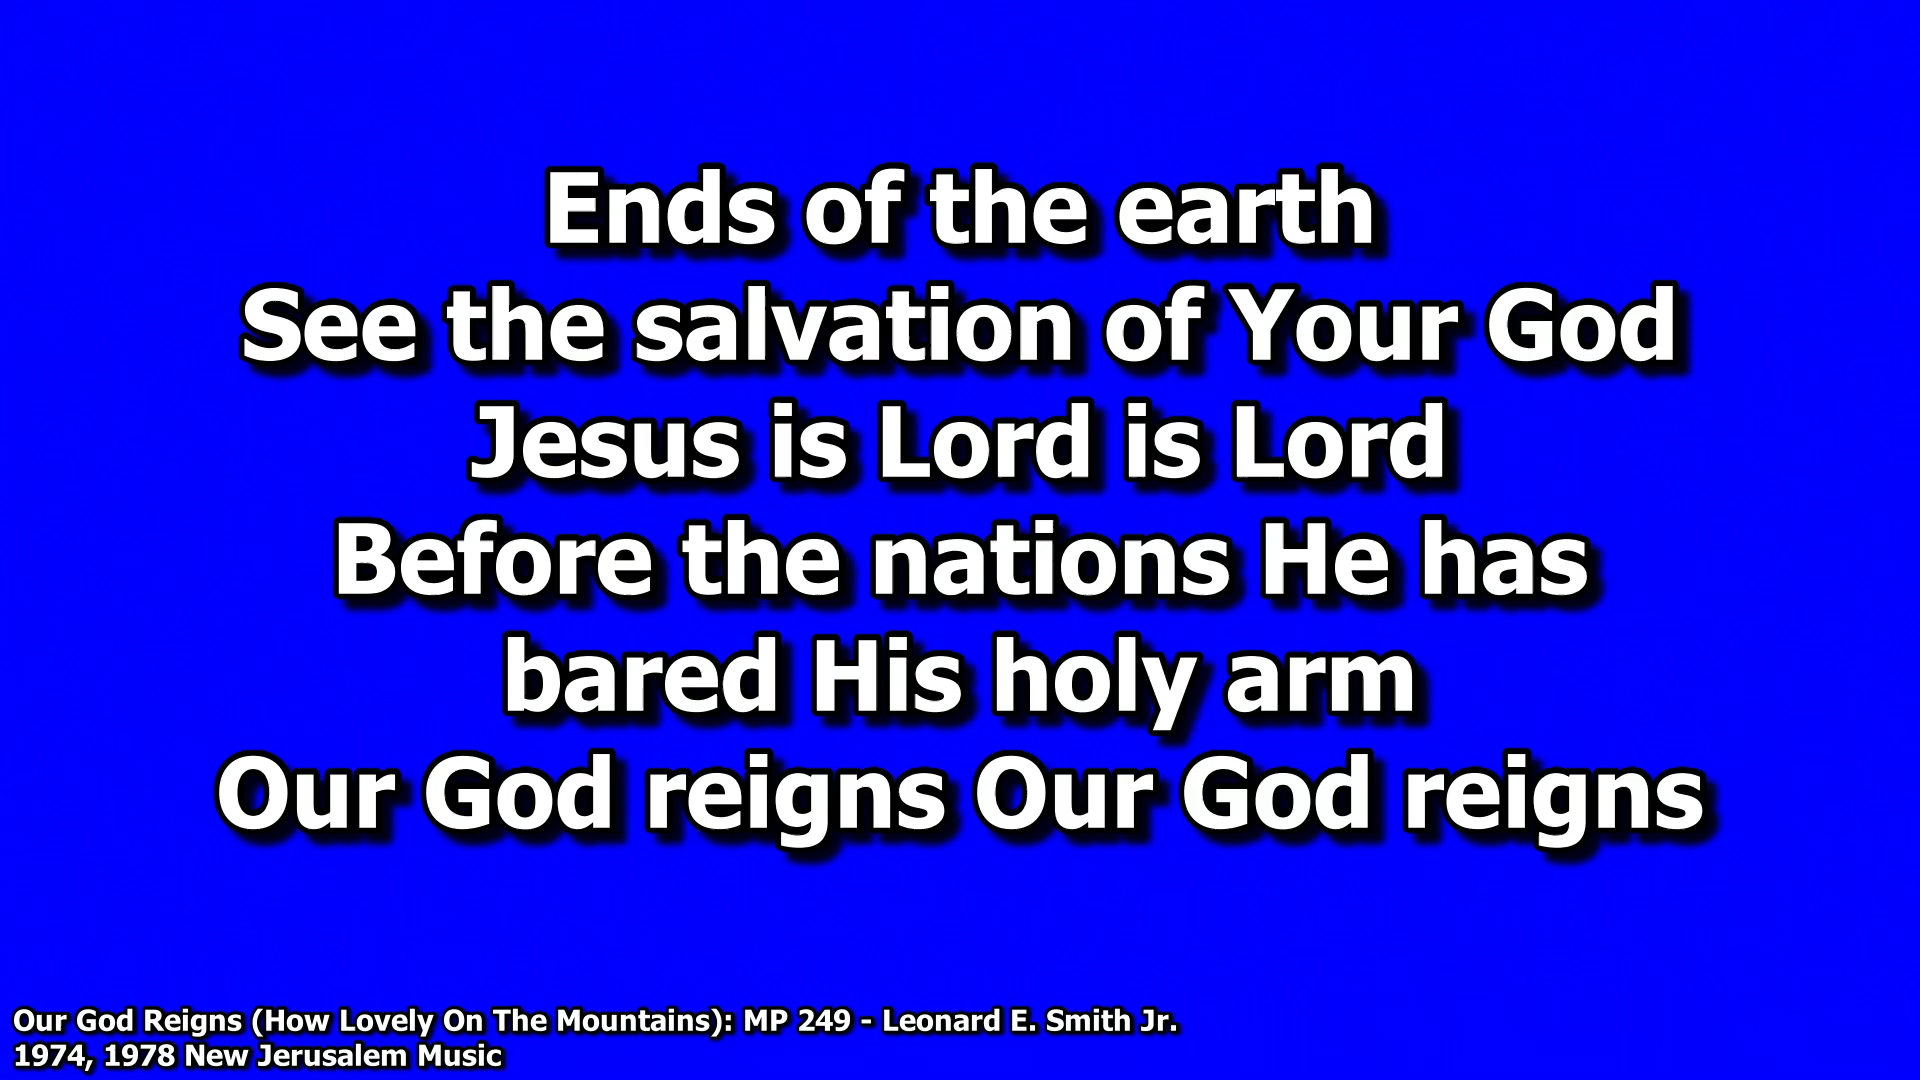 Ends of the earth
See the salvation of Your God
Jesus is Lord is Lord
Before the nations He has
bared His holy arm
Our God reigns Our God reigns
Our God Reigns (How Lovely On The Mountains): MP 249 - Leonard E. Smith Jr.
1974, 1978 New Jerusalem Music